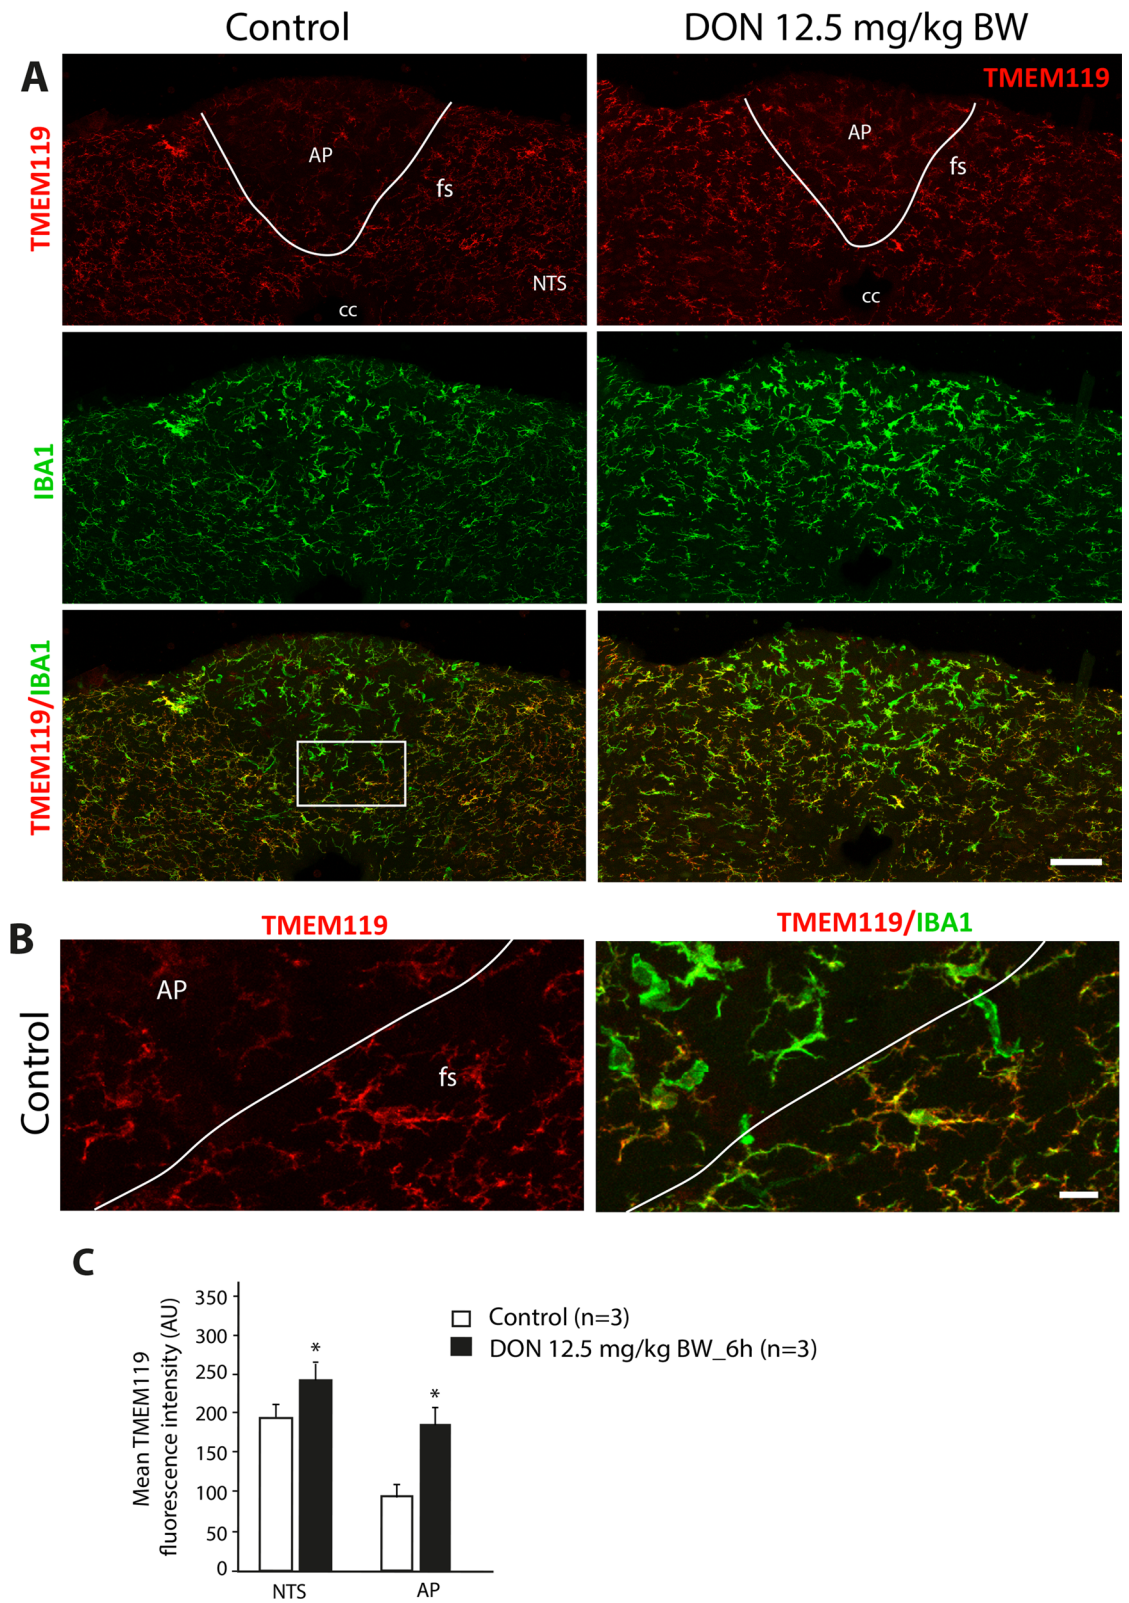 Control
DON 12.5 mg/kg BW
A
TMEM119
AP
fs
NTS
cc
TMEM119
AP
fs
cc
IBA1
TMEM119/IBA1
B
TMEM119
TMEM119/IBA1
Control
AP
fs
C
Mean TMEM119
fluorescence intensity (AU)
350
300
250
200
150
100
50
0
*
*
NTS
AP
Control (n=3)
DON 12.5 mg/kg BW_6h (n=3)